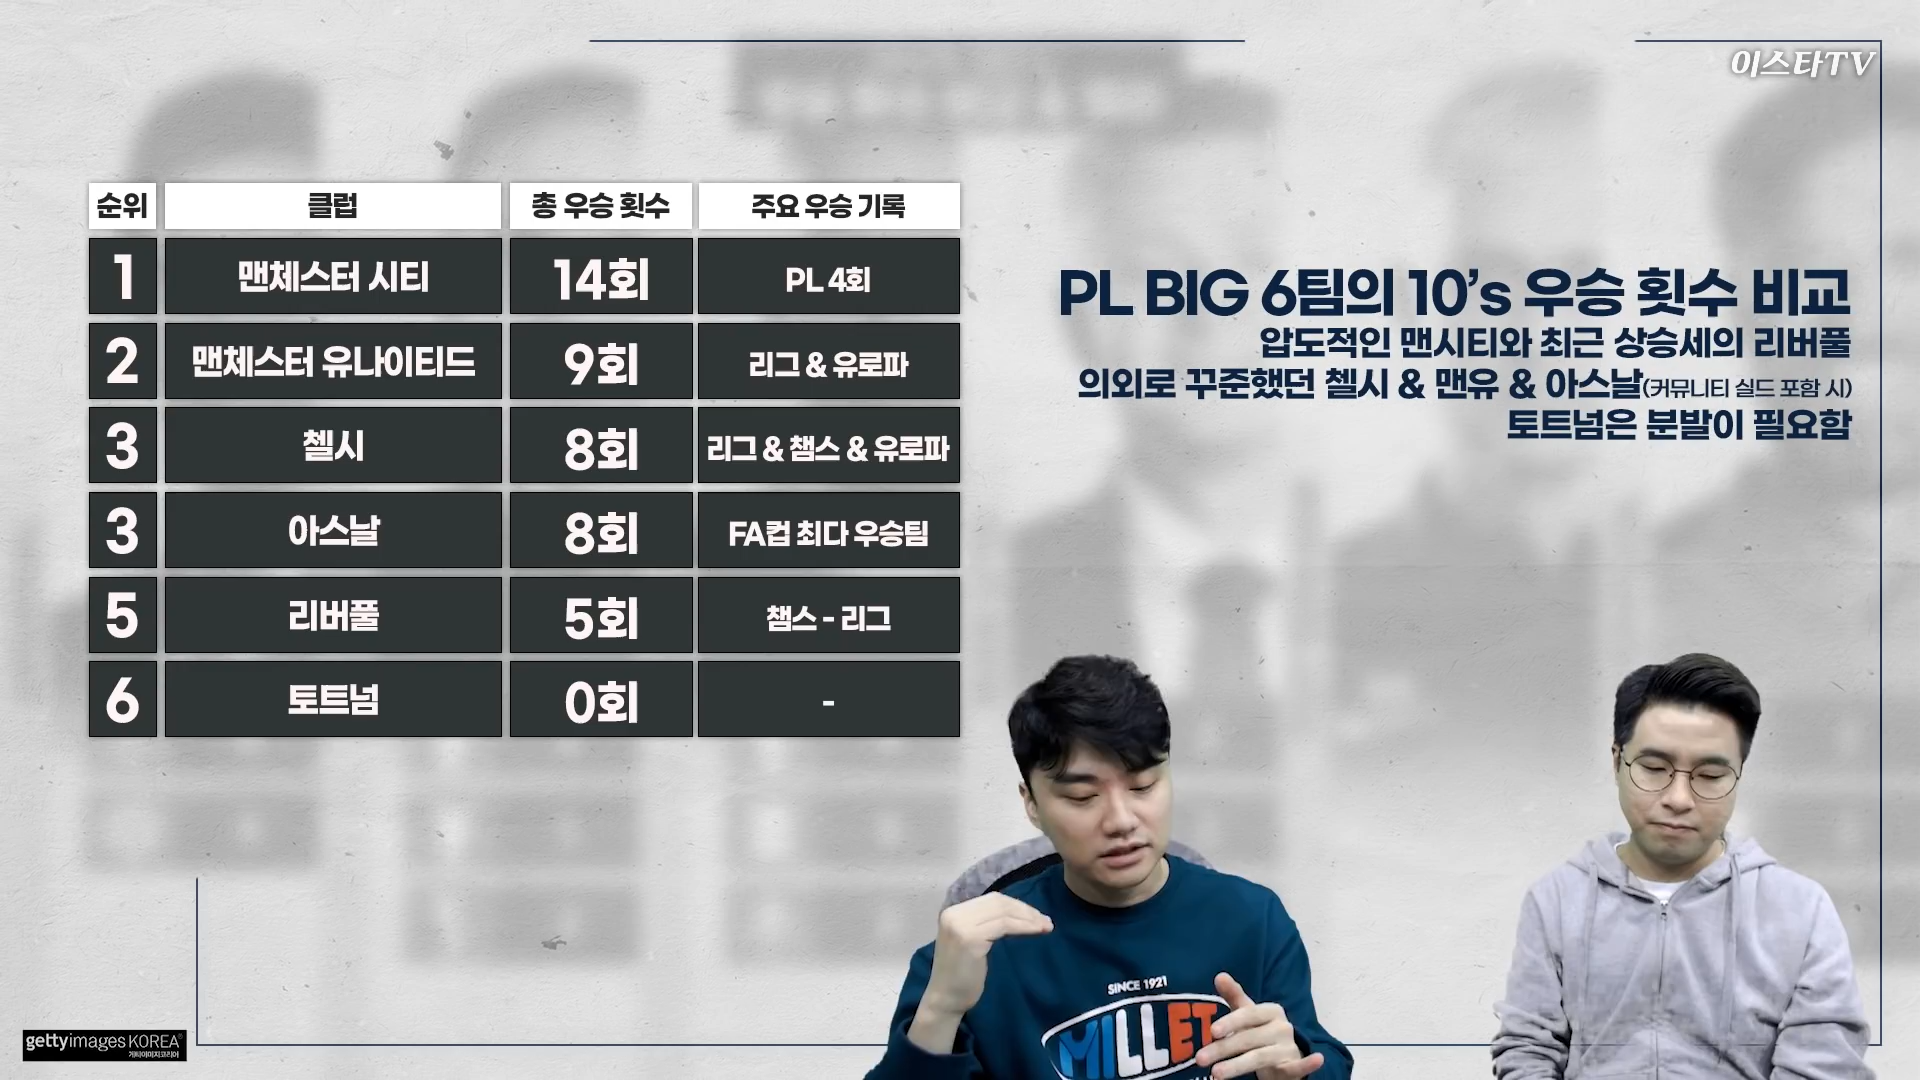 이스타TV
순위 클럽 총 우승 횟수 주요 우승 기록
1 맨체스터 시티 14회 PL 4회
2 맨체스터 유나이티드 9회 리그 & 유로파
3 첼시 8회 리그 & 챔스 & 유로파
3 아스날 8회 FA컵 최다 우승팀
5 리버풀 5회 챔스 - 리그
6 토트넘 0회 -
PL BIG 6팀의 10's 우승 횟수 비교
압도적인 맨시티와 최근 상승세의 리버풀
의외로 꾸준했던 첼시 & 맨유 & 아스날(커뮤니티 실드 포함 시)
토트넘은 분발이 필요함
SINCE 1921
MILLET
gettyimages KOREA
게티이미지코리아